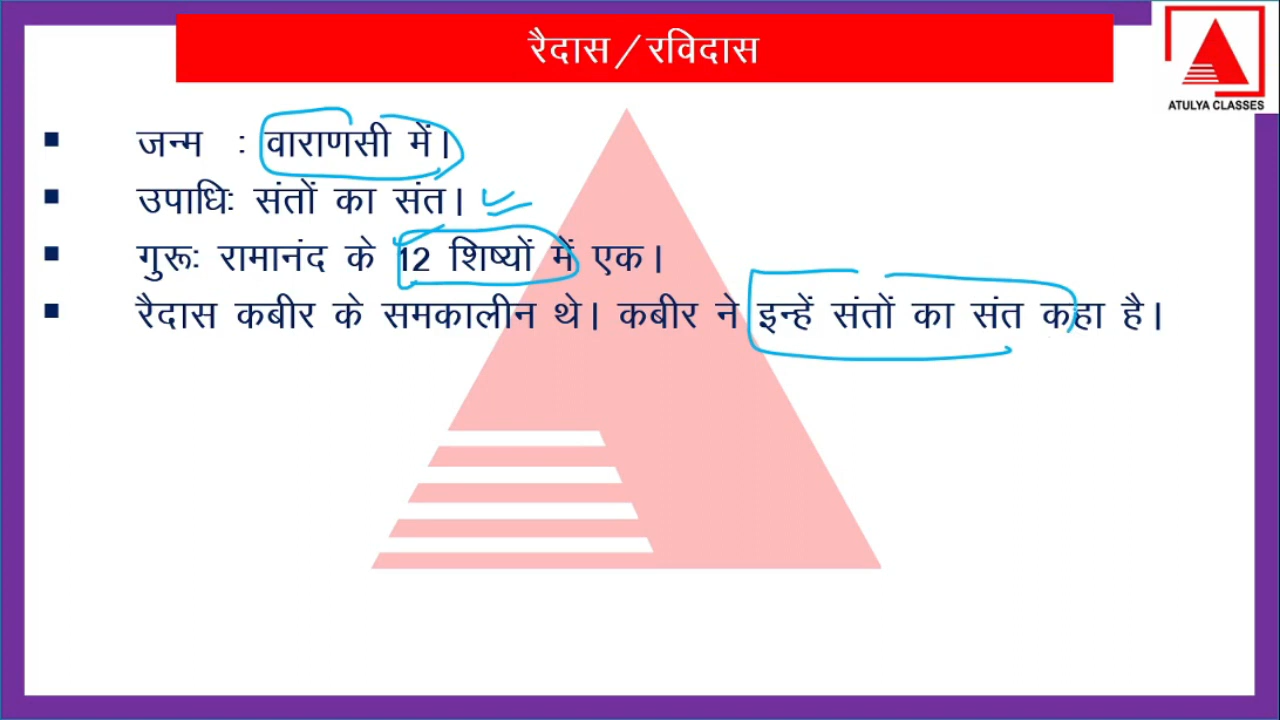 रैदास/रविदास
ATULYA CLASSES
▪ जन्म : वाराणसी में।
▪ उपाधिः संतों का संत।
▪ गुरूः रामानंद के 12 शिष्यों में एक।
▪ रैदास कबीर के समकालीन थे। कबीर ने इन्हें संतों का संत कहा है।